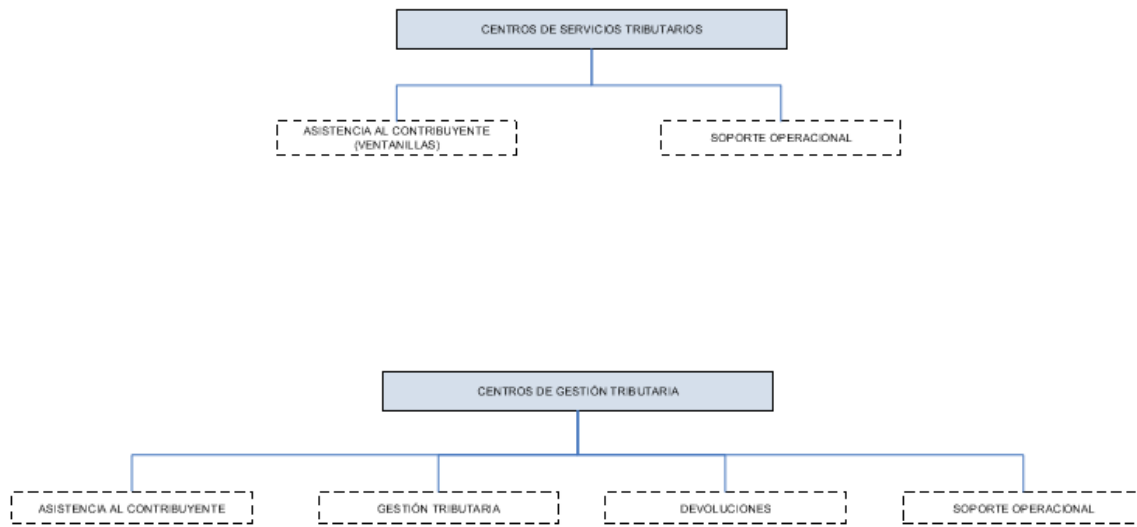 CENTROS DE SERVICIOS TRIBUTARIOS
ASISTENCIA AL CONTRIBUYENTE
(VENTANILLAS)
SOPORTE OPERACIONAL
CENTROS DE GESTIÓN TRIBUTARIA
ASISTENCIA AL CONTRIBUYENTE
GESTIÓN TRIBUTARIA
DEVOLUCIONES
SOPORTE OPERACIONAL